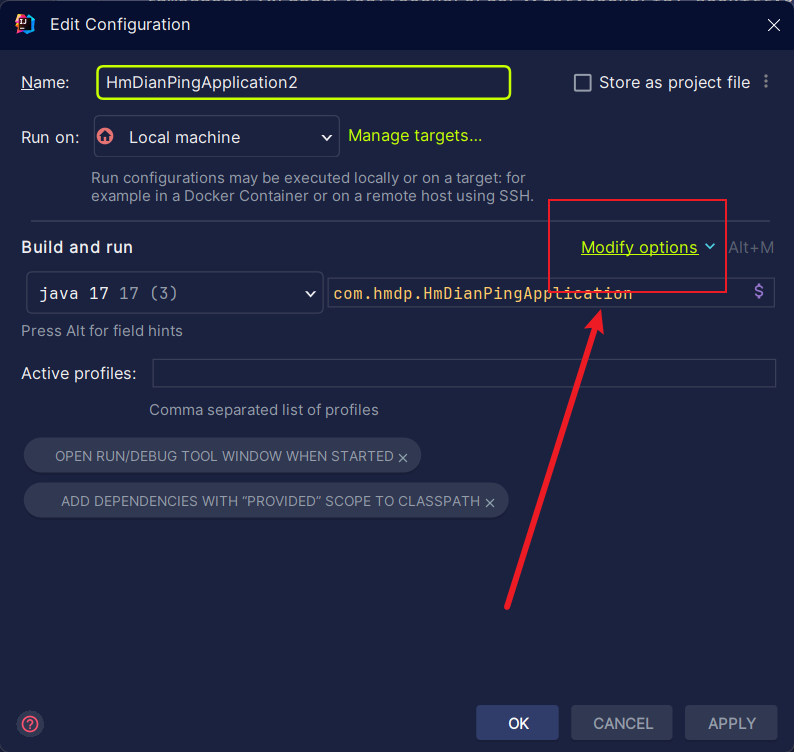 Edit Configuration
Name: HmDianPingApplication2 Store as project file
Run on: Local machine Manage targets...
Run configurations may be executed locally or on a target: for
example in a Docker Container or on a remote host using SSH.
Build and run Modify options Alt+M
java 17 17 (3) com.hmdp.HmDianPingApplication $
Press Alt for field hints
Active profiles:
Comma separated list of profiles
OPEN RUN/DEBUG TOOL WINDOW WHEN STARTED ×
ADD DEPENDENCIES WITH “PROVIDED” SCOPE TO CLASSPATH ×
? OK CANCEL APPLY